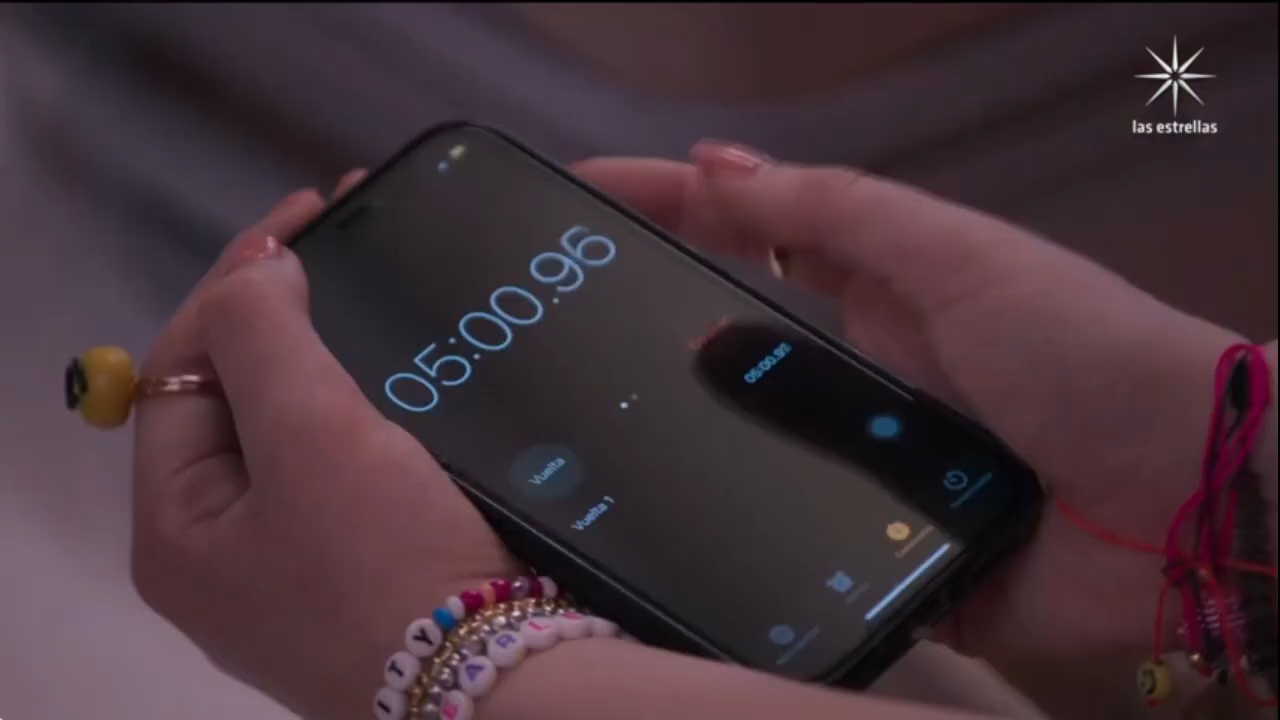 las estrellas
05:00.96
05:00.96
Vuelta
Vuelta 1
I T Y
E A R L